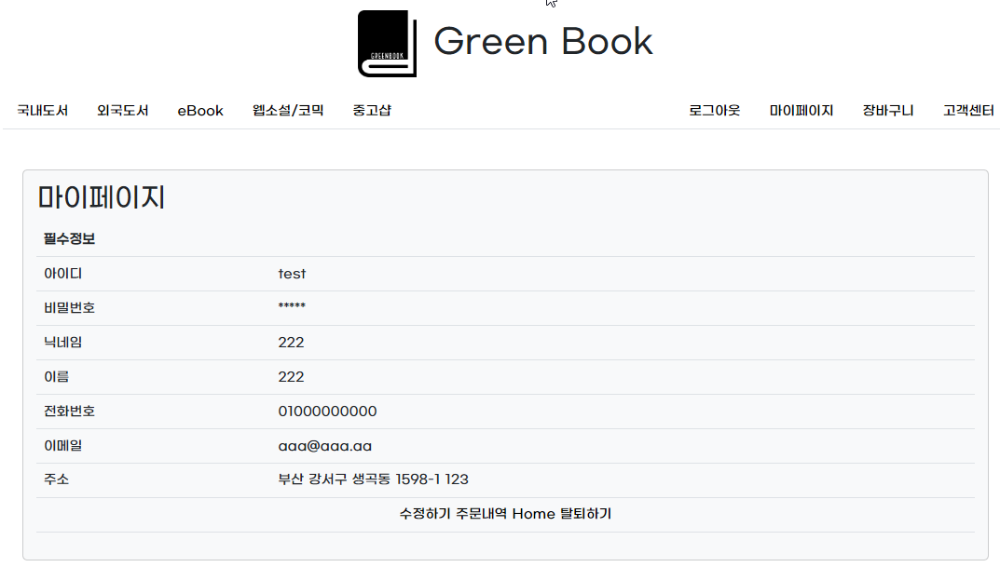 GREENBOOK
Green Book
국내도서 외국도서 eBook 웹소설/코믹 중고샵 로그아웃 마이페이지 장바구니 고객센터
마이페이지
필수정보
아이디 test
비밀번호 *****
닉네임 222
이름 222
전화번호 01000000000
이메일 aaa@aaa.aa
주소 부산 강서구 생곡동 1598-1 123
수정하기 주문내역 Home 탈퇴하기